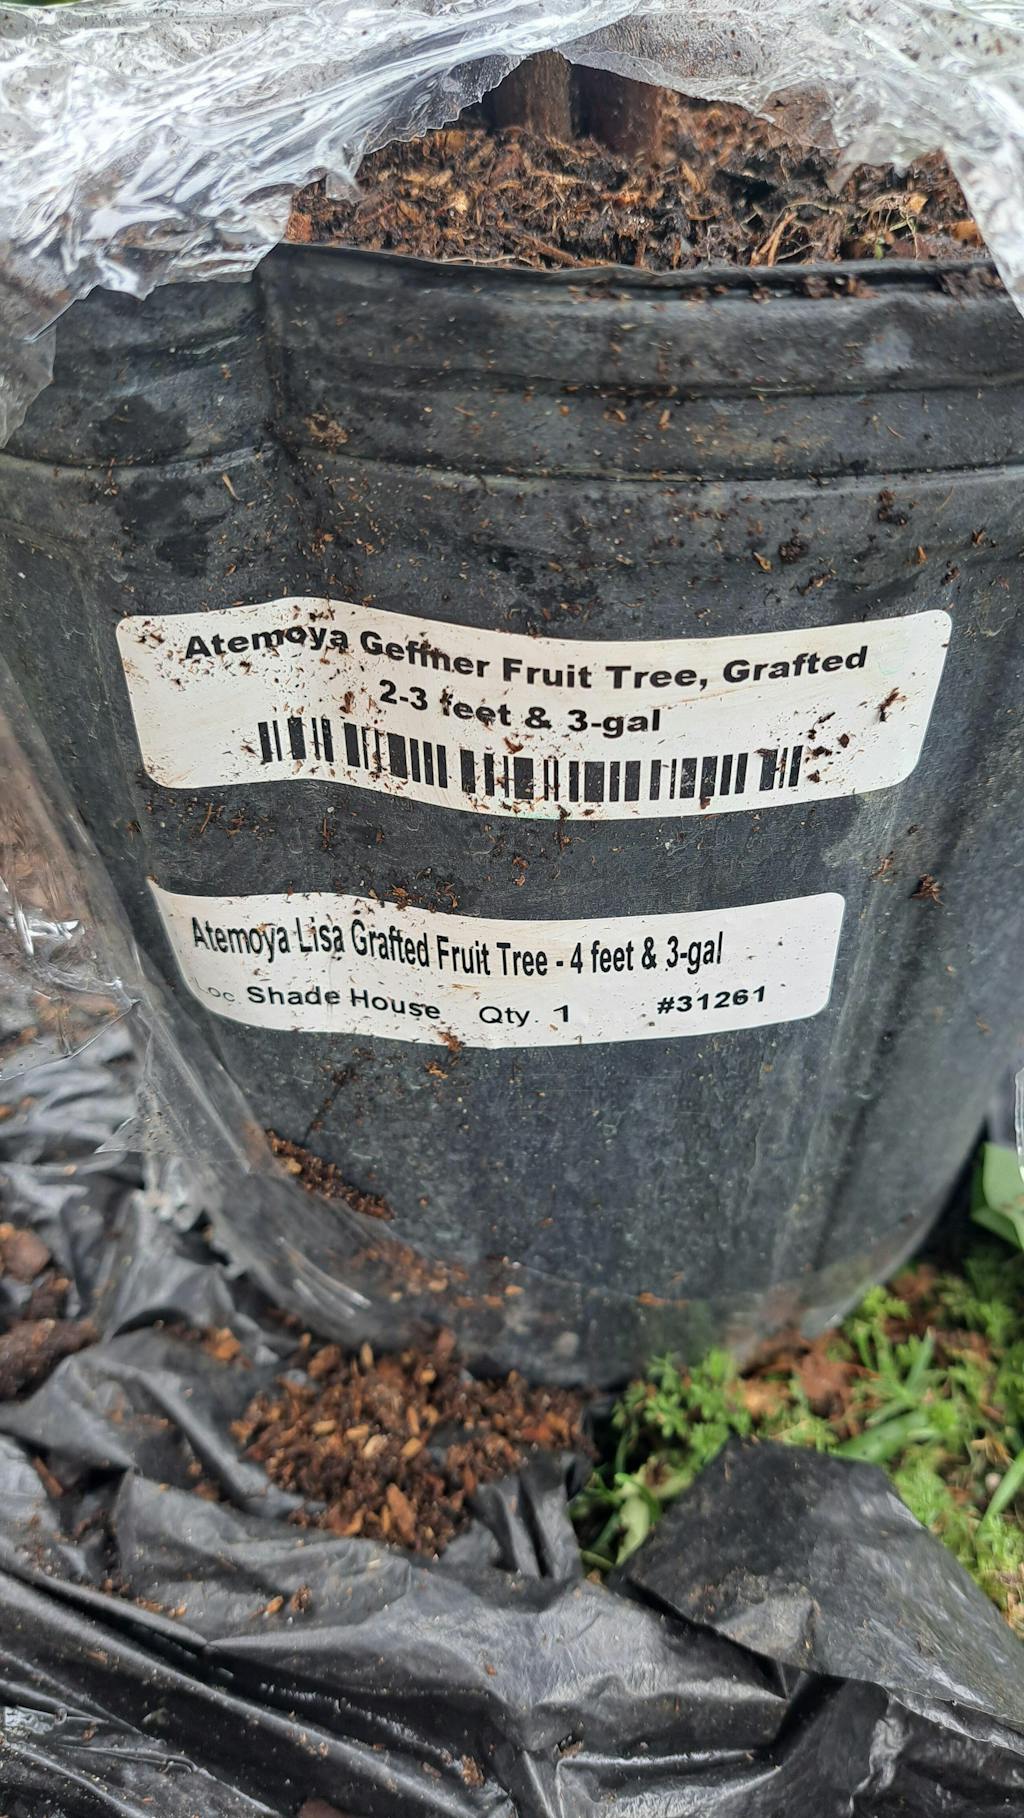 Atemoya Geffner Fruit Tree, Grafted
2-3 feet & 3-gal
Atemoya Lisa Grafted Fruit Tree - 4 feet & 3-gal
Loc Shade House Qty. 1 #31261